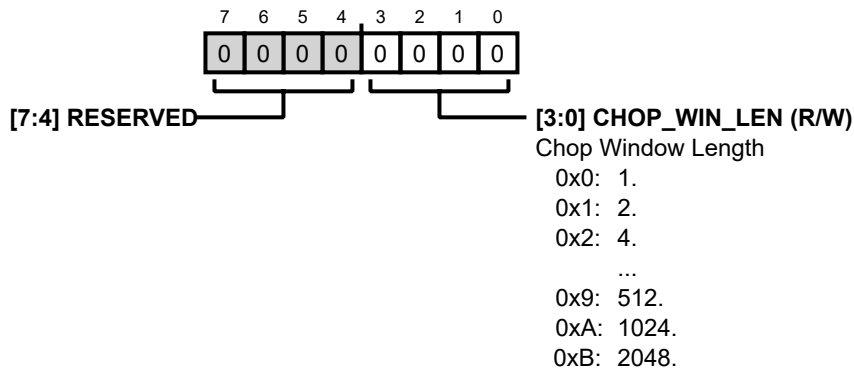 7 6 5 4 3 2 1 0
0 0 0 0 0 0 0 0
[7:4] RESERVED
[3:0] CHOP_WIN_LEN (R/W)
Chop Window Length
0x0: 1.
0x1: 2.
0x2: 4.
...
0x9: 512.
0xA: 1024.
0xB: 2048.